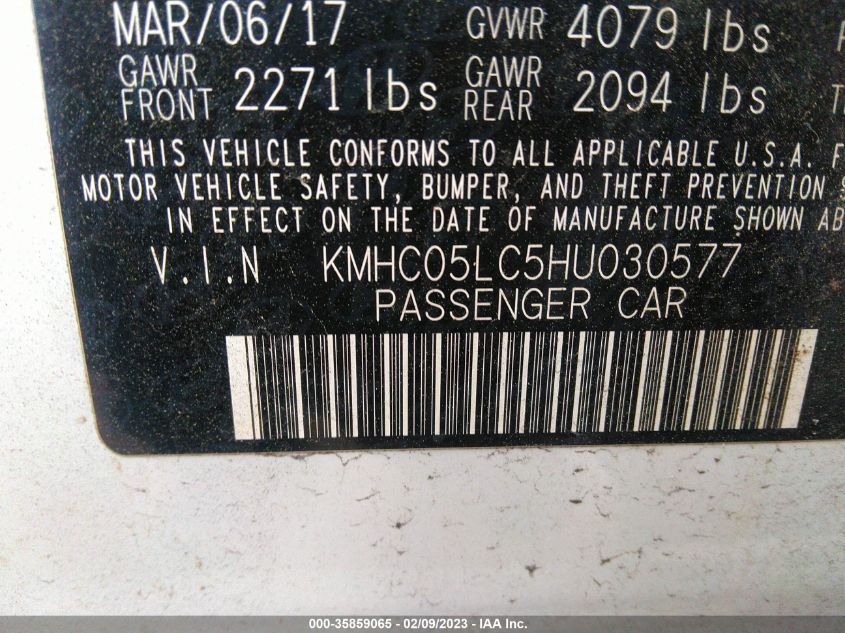 MAR/06/17 GVWR 4079 lbs
GAWR FRONT 2271 lbs GAWR REAR 2094 lbs
THIS VEHICLE CONFORMS TO ALL APPLICABLE U.S.A. F
MOTOR VEHICLE SAFETY, BUMPER, AND THEFT PREVENTION
IN EFFECT ON THE DATE OF MANUFACTURE SHOWN AB
V.I.N KMHC05LC5HU030577
PASSENGER CAR
000-35859065 - 02/09/2023 - IAA Inc.